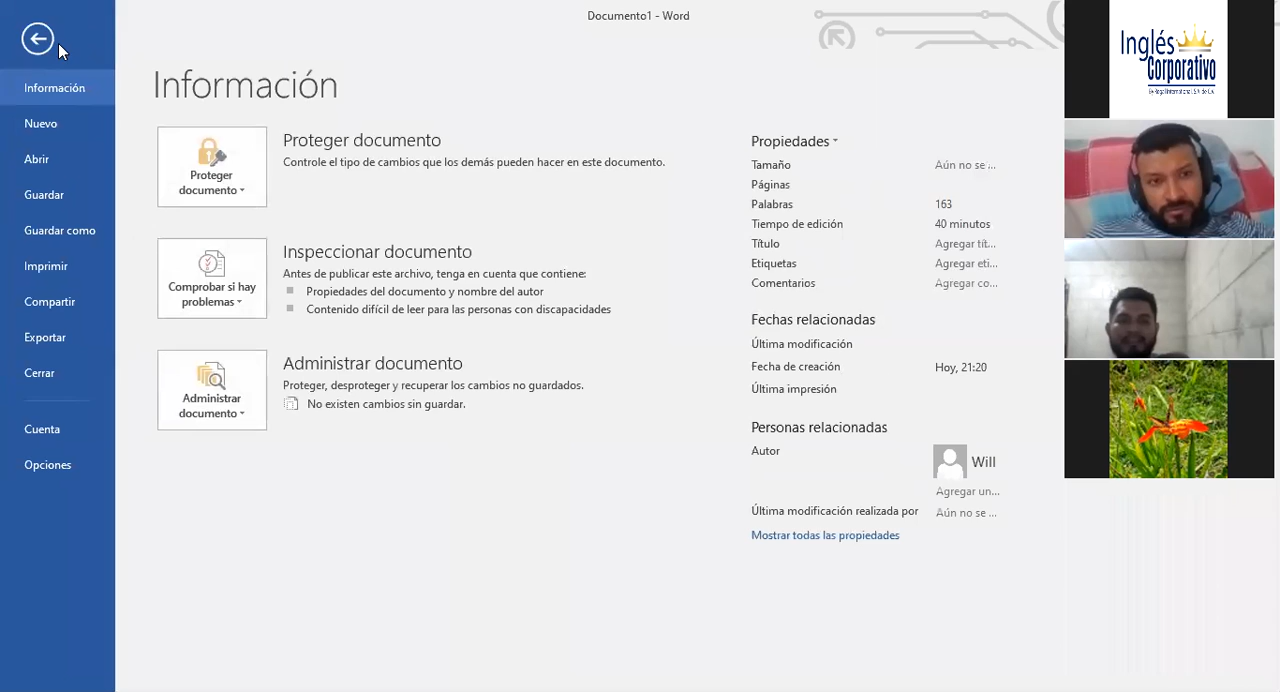 Documento1 - Word
Información
Nuevo
Abrir
Guardar
Guardar como
Imprimir
Compartir
Exportar
Cerrar
Cuenta
Opciones
Información
Proteger documento
Proteger documento
Controle el tipo de cambios que los demás pueden hacer en este documento.
Comprobar si hay problemas
Inspeccionar documento
Antes de publicar este archivo, tenga en cuenta que contiene:
Propiedades del documento y nombre del autor
Contenido difícil de leer para las personas con discapacidades
Administrar documento
Administrar documento
Proteger, desproteger y recuperar los cambios no guardados.
No existen cambios sin guardar.
Propiedades
Tamaño Aún no se ...
Páginas
Palabras 163
Tiempo de edición 40 minutos
Título Agregar tít...
Etiquetas Agregar eti...
Comentarios Agregar co...
Fechas relacionadas
Última modificación
Fecha de creación Hoy, 21:20
Última impresión
Personas relacionadas
Autor
Will
Agregar un...
Última modificación realizada por Aún no se ...
Mostrar todas las propiedades
Inglés
Corporativo